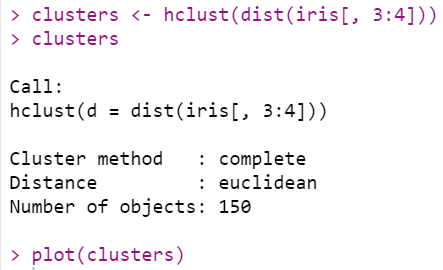 > clusters <- hclust(dist(iris[, 3:4]))
> clusters
Call:
hclust(d = dist(iris[, 3:4]))
Cluster method   : complete
Distance         : euclidean
Number of objects: 150
> plot(clusters)